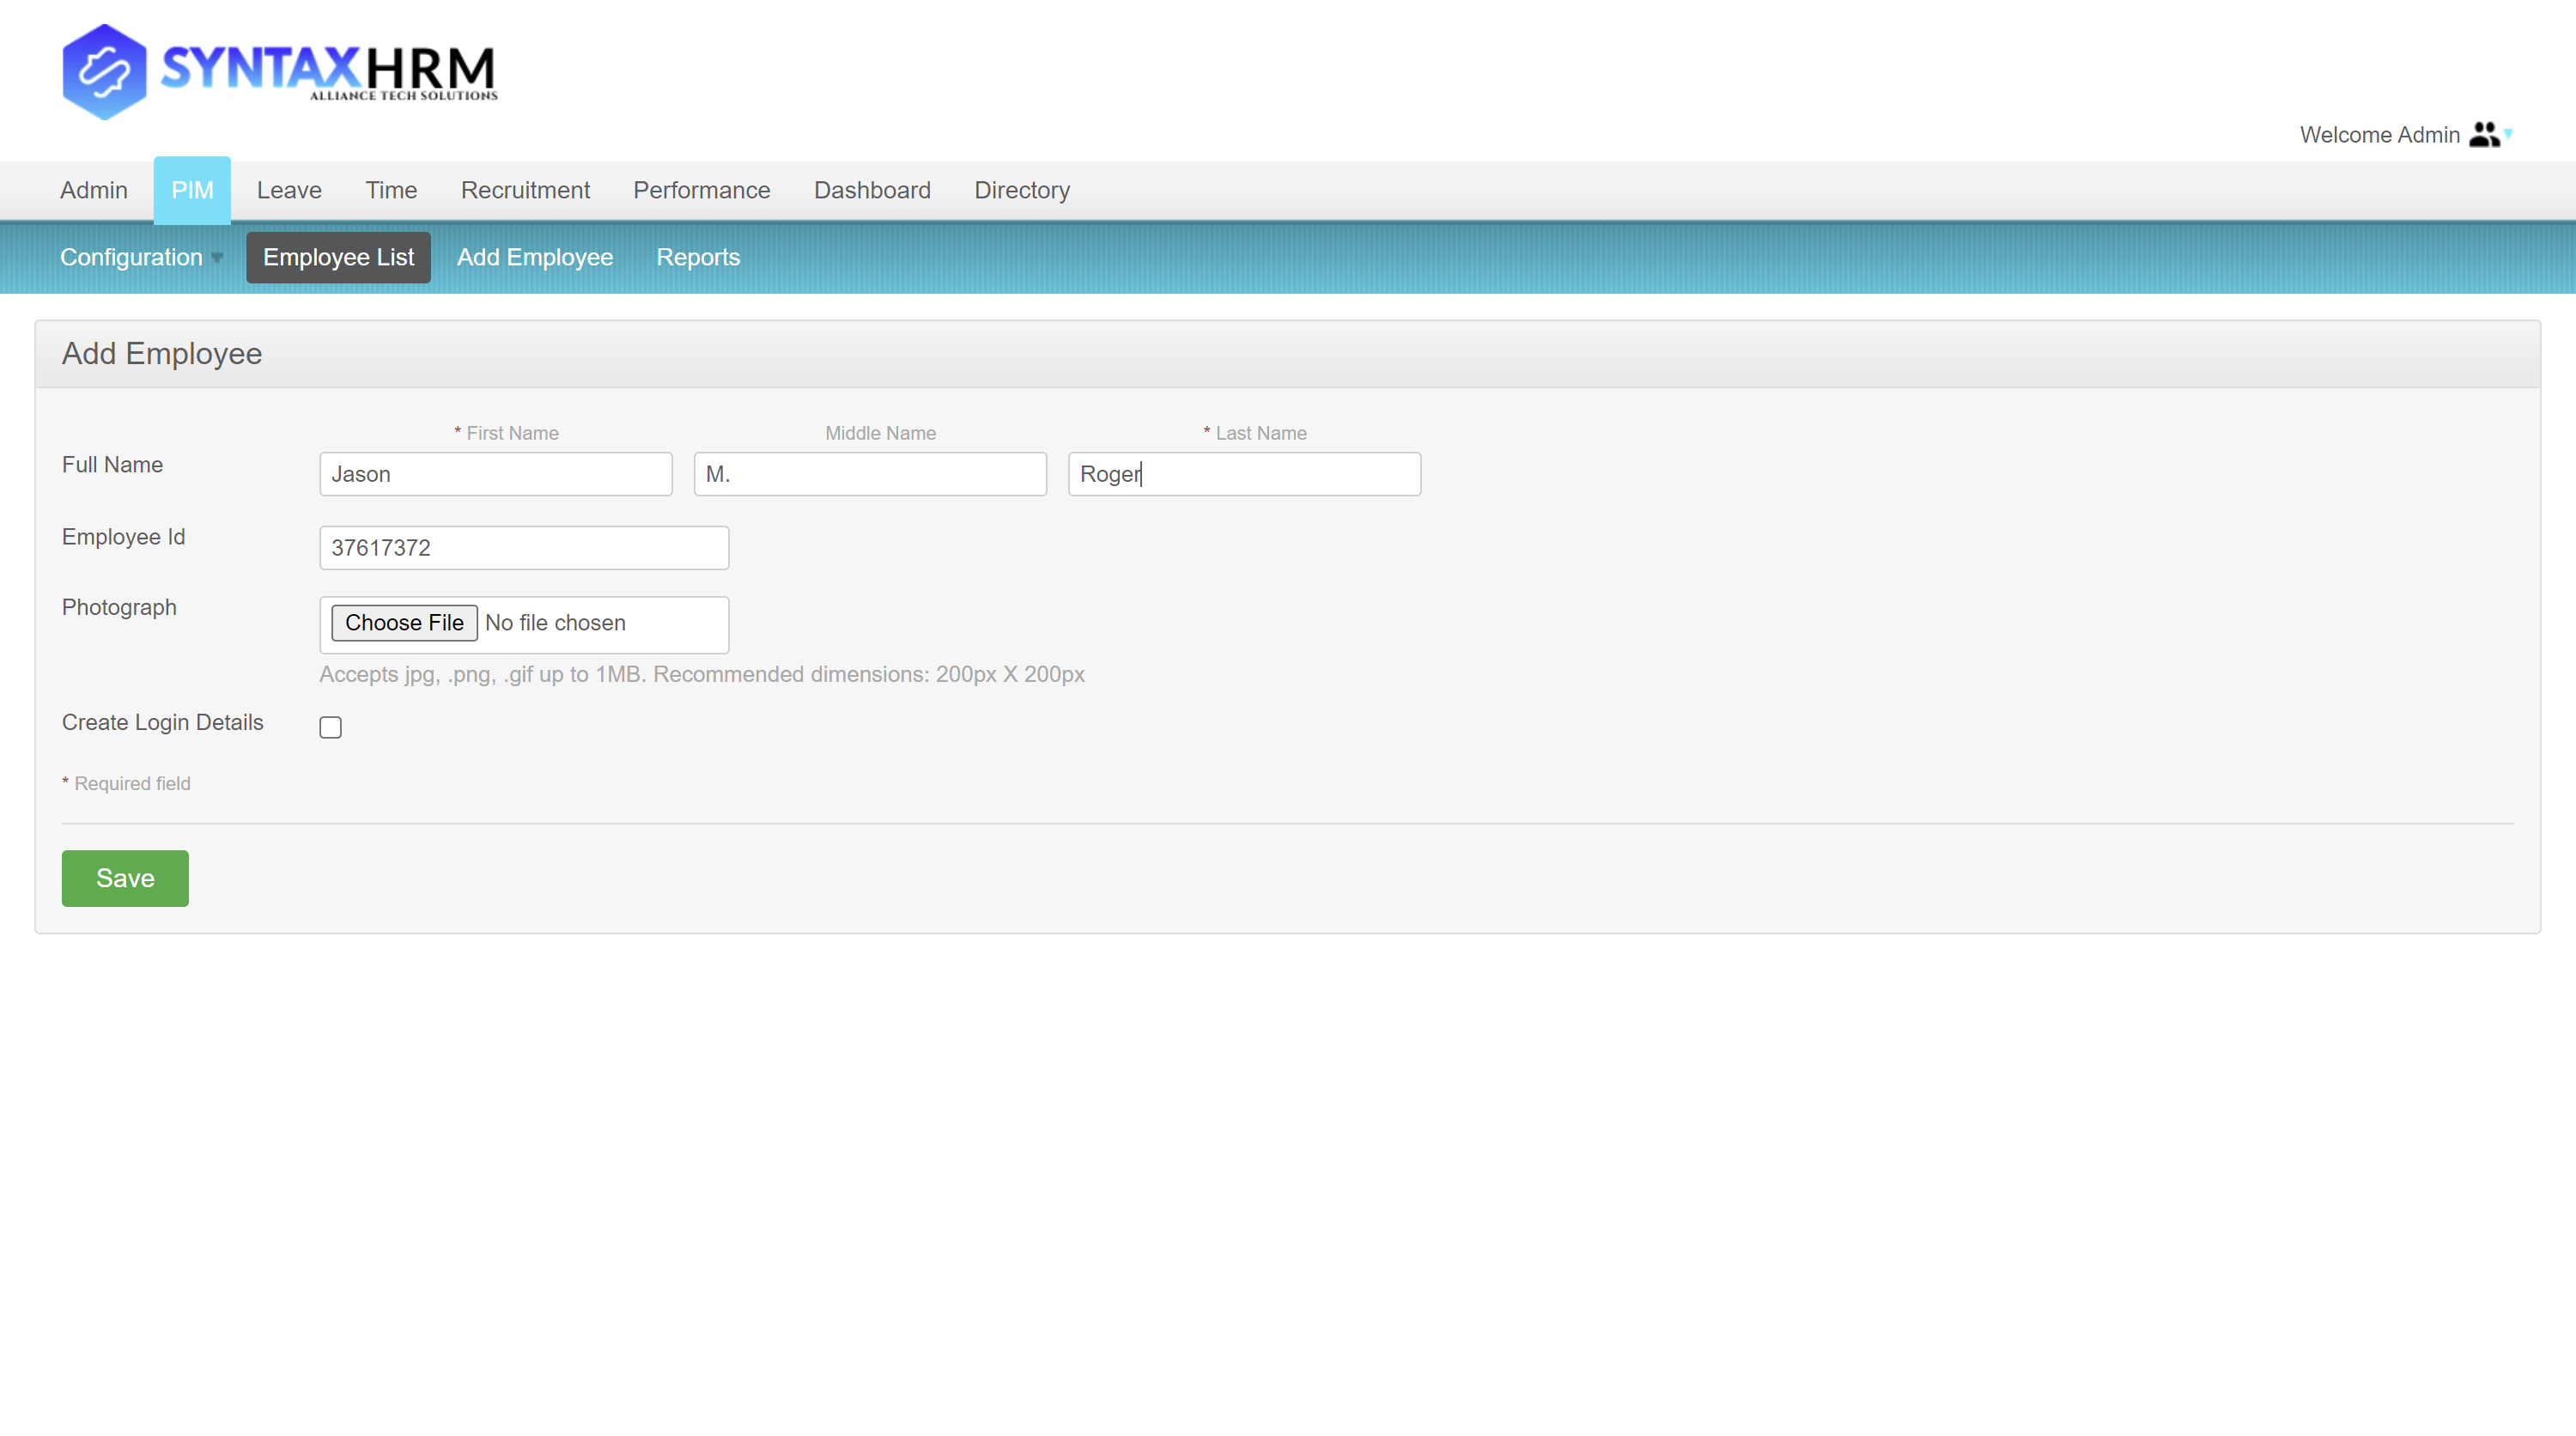 SYNTAXHRM
ALLIANCE TECH SOLUTIONS
Welcome Admin
Admin PIM Leave Time Recruitment Performance Dashboard Directory
Configuration Employee List Add Employee Reports
Add Employee
* First Name Middle Name * Last Name
Full Name Jason M. Roger
Employee Id 37617372
Photograph Choose File No file chosen
Accepts jpg, .png, .gif up to 1MB. Recommended dimensions: 200px X 200px
Create Login Details
* Required field
Save